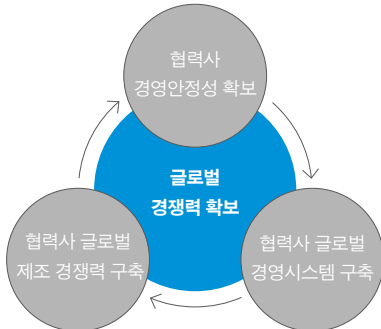 협력사
경영안정성 확보
글로벌
경쟁력 확보
협력사 글로벌
제조 경쟁력 구축
협력사 글로벌
경영시스템 구축